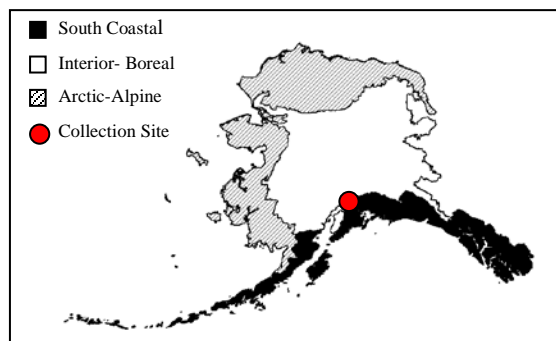 South Coastal
Interior- Boreal
Arctic-Alpine
Collection Site